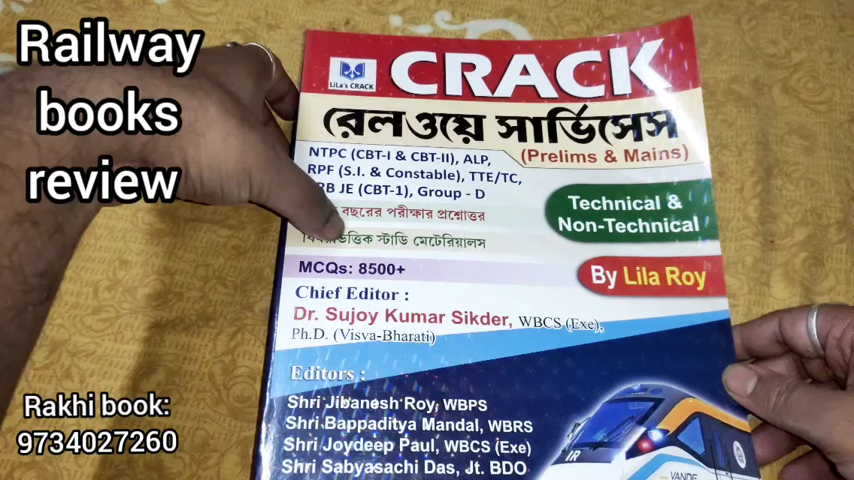 Railway
books
review
LiLa's CRACK
CRACK
রেলওয়ে সার্ভিসেস
(Prelims & Mains)
NTPC (CBT-I & CBT-II), ALP,
RPF (S.I. & Constable), TTE/TC,
JE (CBT-1), Group - D
বছরের পরীক্ষার প্রশ্নোত্তর
স্টাডি মেটেরিয়ালস
Technical &
Non-Technical
MCQs: 8500+
By Lila Roy
Chief Editor :
Dr. Sujoy Kumar Sikder, WBCS (Exe),
Ph.D. (Visva-Bharati)
Editors :
Shri Jibanesh Roy, WBPS
Shri Bappaditya Mandal, WBRS
Shri Joydeep Paul, WBCS (Exe)
Shri Sabyasachi Das, Jt. BDO
IR
VANDE
Rakhi book:
9734027260